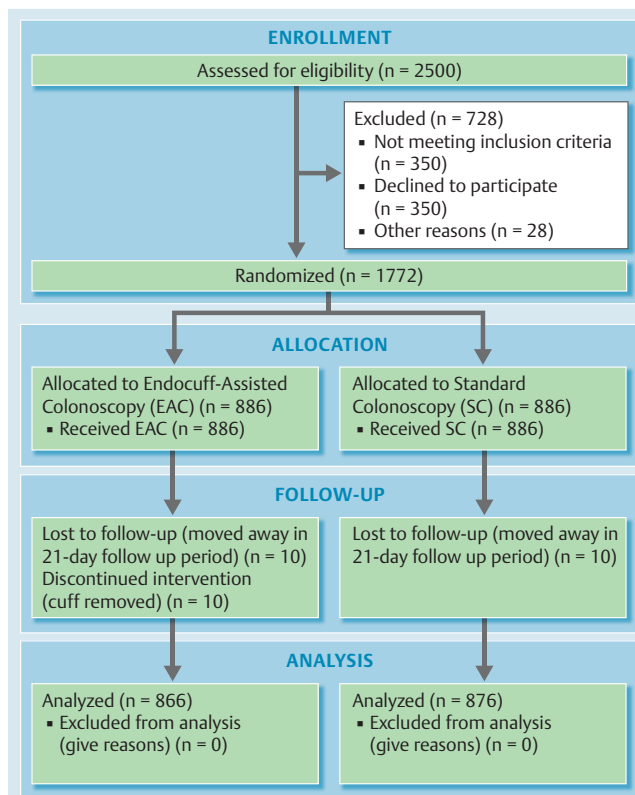 ENROLLMENT
Assessed for eligibility (n = 2500)
Excluded (n = 728)
▪ Not meeting inclusion criteria
(n = 350)
▪ Declined to participate
(n = 350)
▪ Other reasons (n = 28)
Randomized (n = 1772)
ALLOCATION
Allocated to Endocuff-Assisted
Colonoscopy (EAC) (n = 886)
▪ Received EAC (n = 886)
Allocated to Standard
Colonoscopy (SC) (n = 886)
▪ Received SC (n = 886)
FOLLOW-UP
Lost to follow-up (moved away in
21-day follow up period) (n = 10)
Discontinued intervention
(cuff removed) (n = 10)
Lost to follow-up (moved away in
21-day follow up period) (n = 10)
ANALYSIS
Analyzed (n = 866)
▪ Excluded from analysis
(give reasons) (n = 0)
Analyzed (n = 876)
▪ Excluded from analysis
(give reasons) (n = 0)